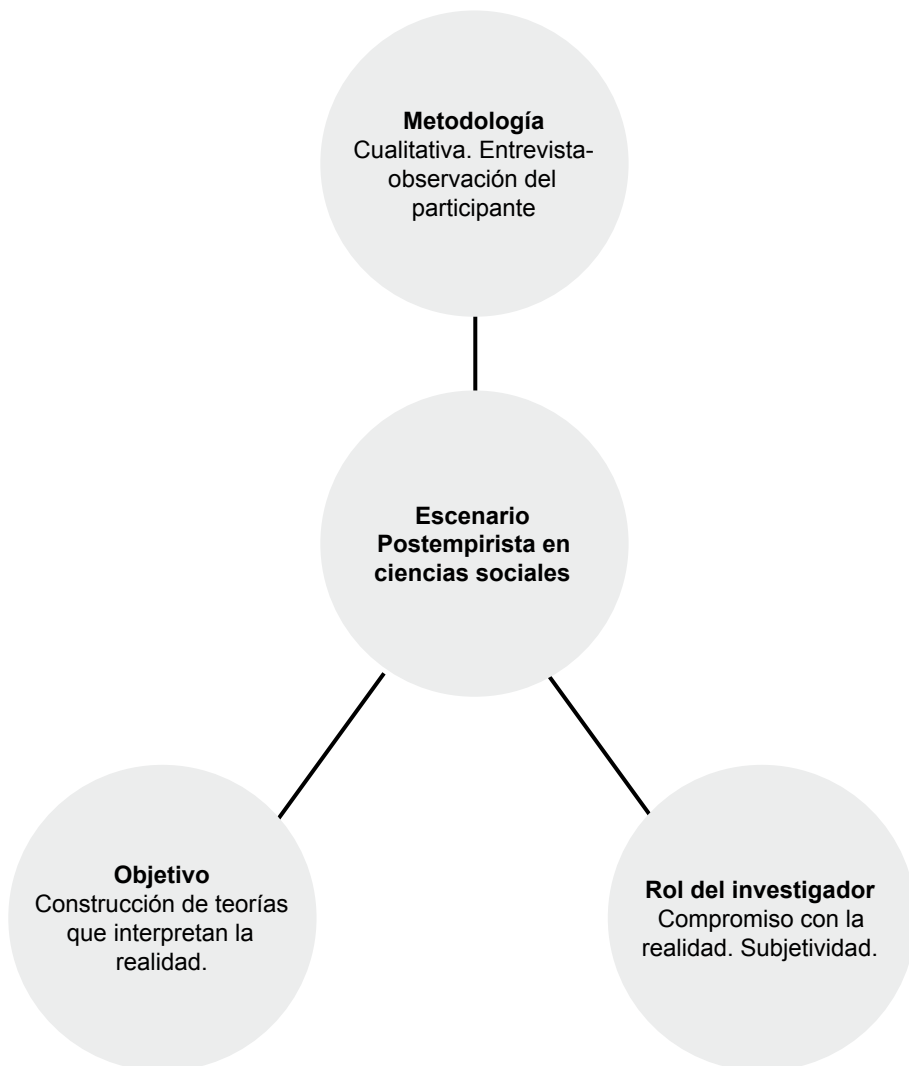 Metodología
Cualitativa. Entrevista-
observación del
participante
Escenario
Postempirista en
ciencias sociales
Objetivo
Construcción de teorías
que interpretan la
realidad.
Rol del investigador
Compromiso con la
realidad. Subjetividad.